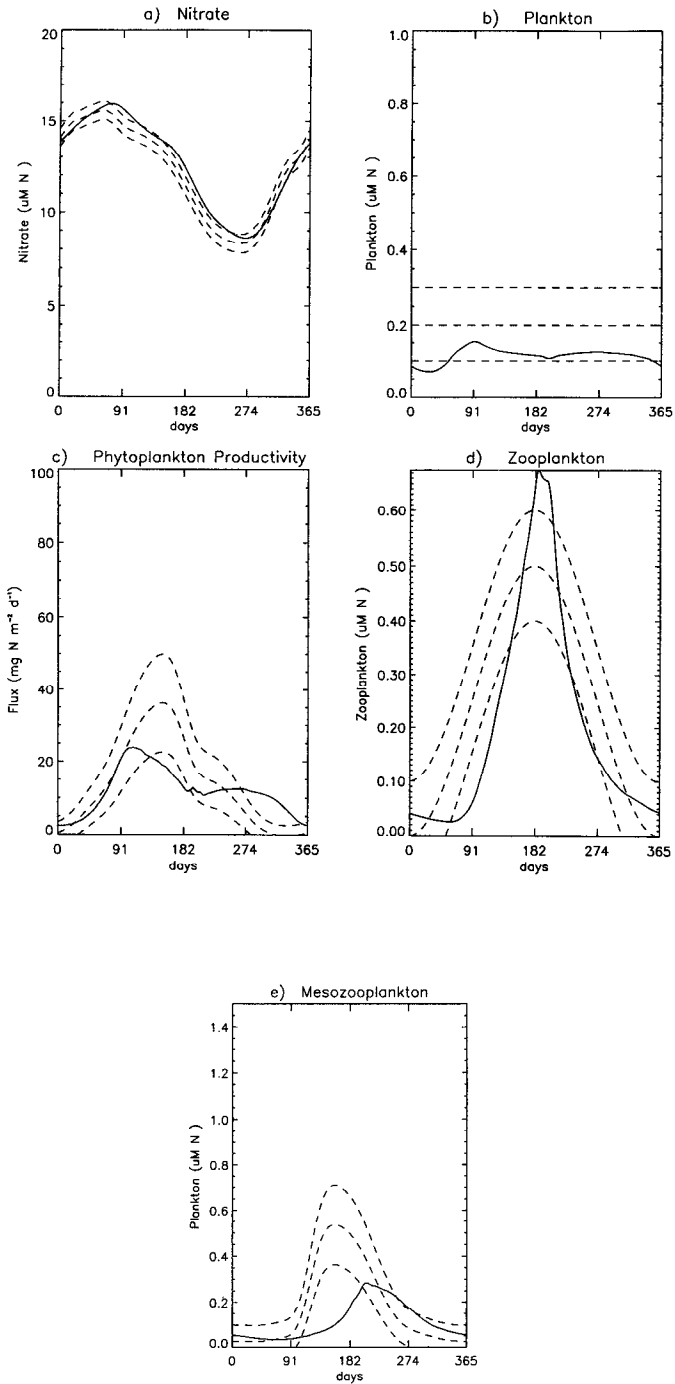 a) Nitrate
20
15
10
5
0
Nitrate (uM N )
0 91 182 274 365
days
b) Plankton
1.0
0.8
0.6
0.4
0.2
0.0
Plankton (uM N )
0 91 182 274 365
days
c) Phytoplankton Productivity
100
80
60
40
20
0
Flux (mg N m⁻² d⁻¹)
0 91 182 274 365
days
d) Zooplankton
0.60
0.50
0.40
0.30
0.20
0.10
0.00
Zooplankton (uM N )
0 91 182 274 365
days
e) Mesozooplankton
1.4
1.0
0.8
0.6
0.4
0.2
0.0
Plankton (uM N )
0 91 182 274 365
days